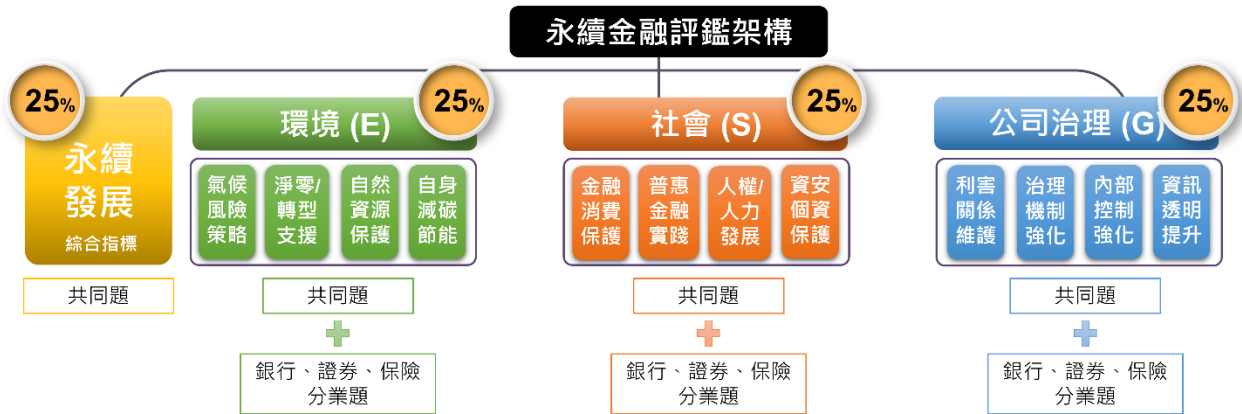 永續金融評鑑架構
25%
永續
發展
綜合指標
共同題
25%
環境 (E)
氣候
風險
策略
淨零/
轉型
支援
自然
資源
保護
自身
減碳
節能
共同題
銀行、證券、保險
分業題
25%
社會 (S)
金融
消費
保護
普惠
金融
實踐
人權/
人力
發展
資安
個資
保護
共同題
銀行、證券、保險
分業題
25%
公司治理 (G)
利害
關係
維護
治理
機制
強化
內部
控制
強化
資訊
透明
提升
共同題
銀行、證券、保險
分業題